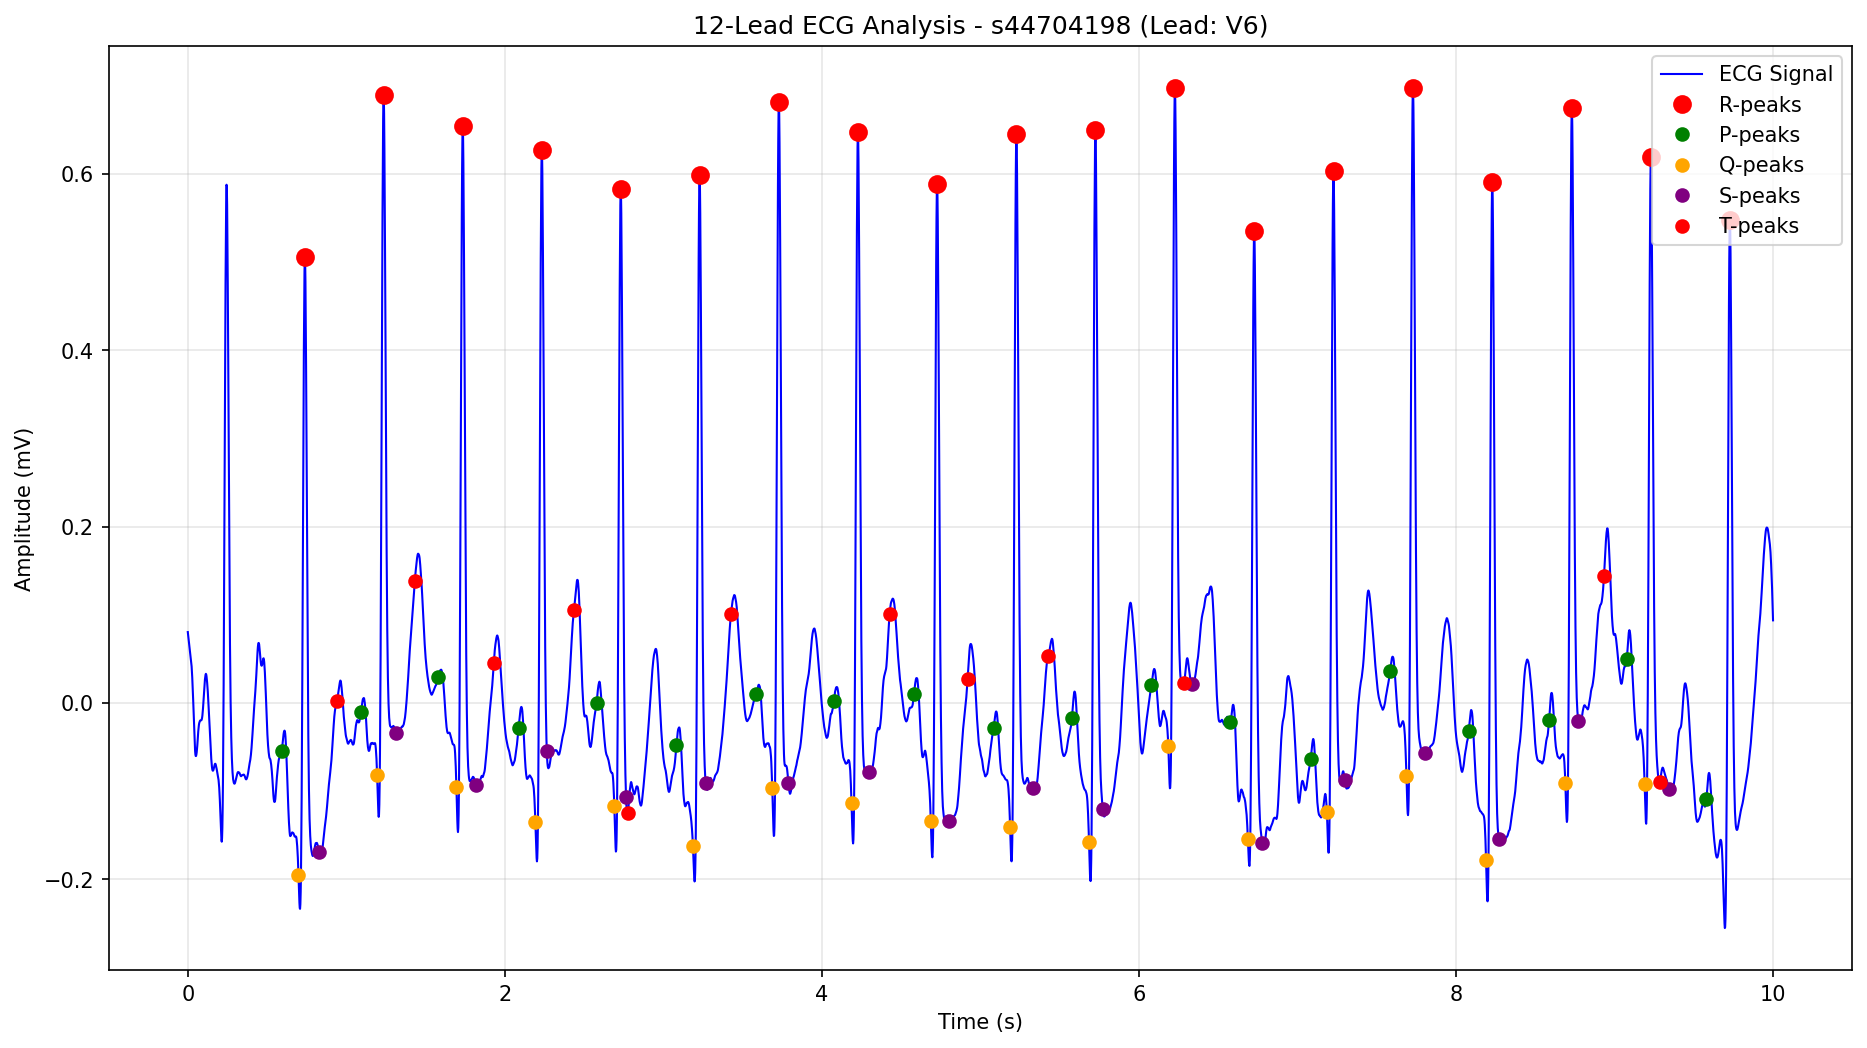 12-Lead ECG Analysis - s44704198 (Lead: V6)
ECG Signal
R-peaks
P-peaks
Q-peaks
S-peaks
T-peaks
Amplitude (mV)
0.6
0.4
0.2
0.0
−0.2
0 2 4 6 8 10
Time (s)